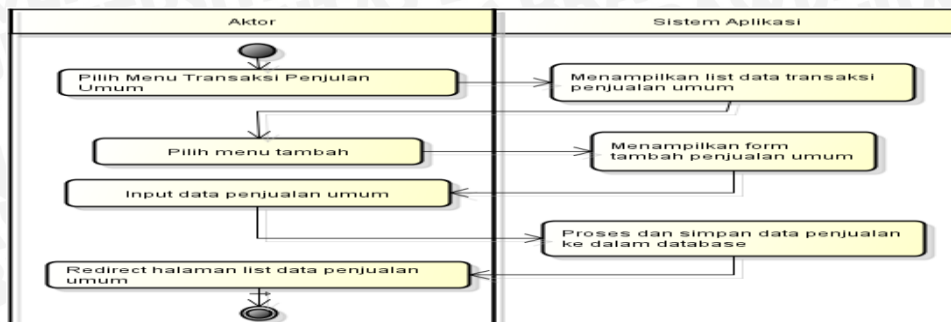 Aktor
Sistem Aplikasi
Pilih Menu Transaksi Penjulan
Umum
Menampilkan list data transaksi
penjualan umum
Pilih menu tambah
Menampilkan form
tambah penjualan umum
Input data penjualan umum
Proses dan simpan data penjualan
ke dalam database
Redirect halaman list data penjualan
umum